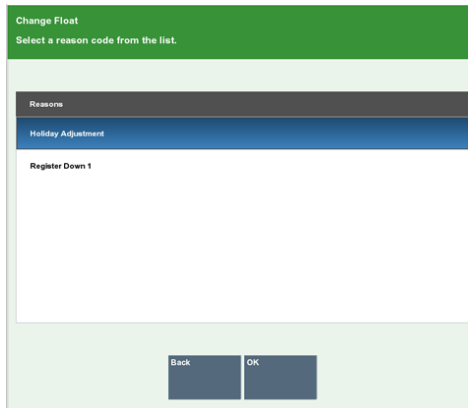 Change Float
Select a reason code from the list.
Reasons
Holiday Adjustment
Register Down 1
Back
OK